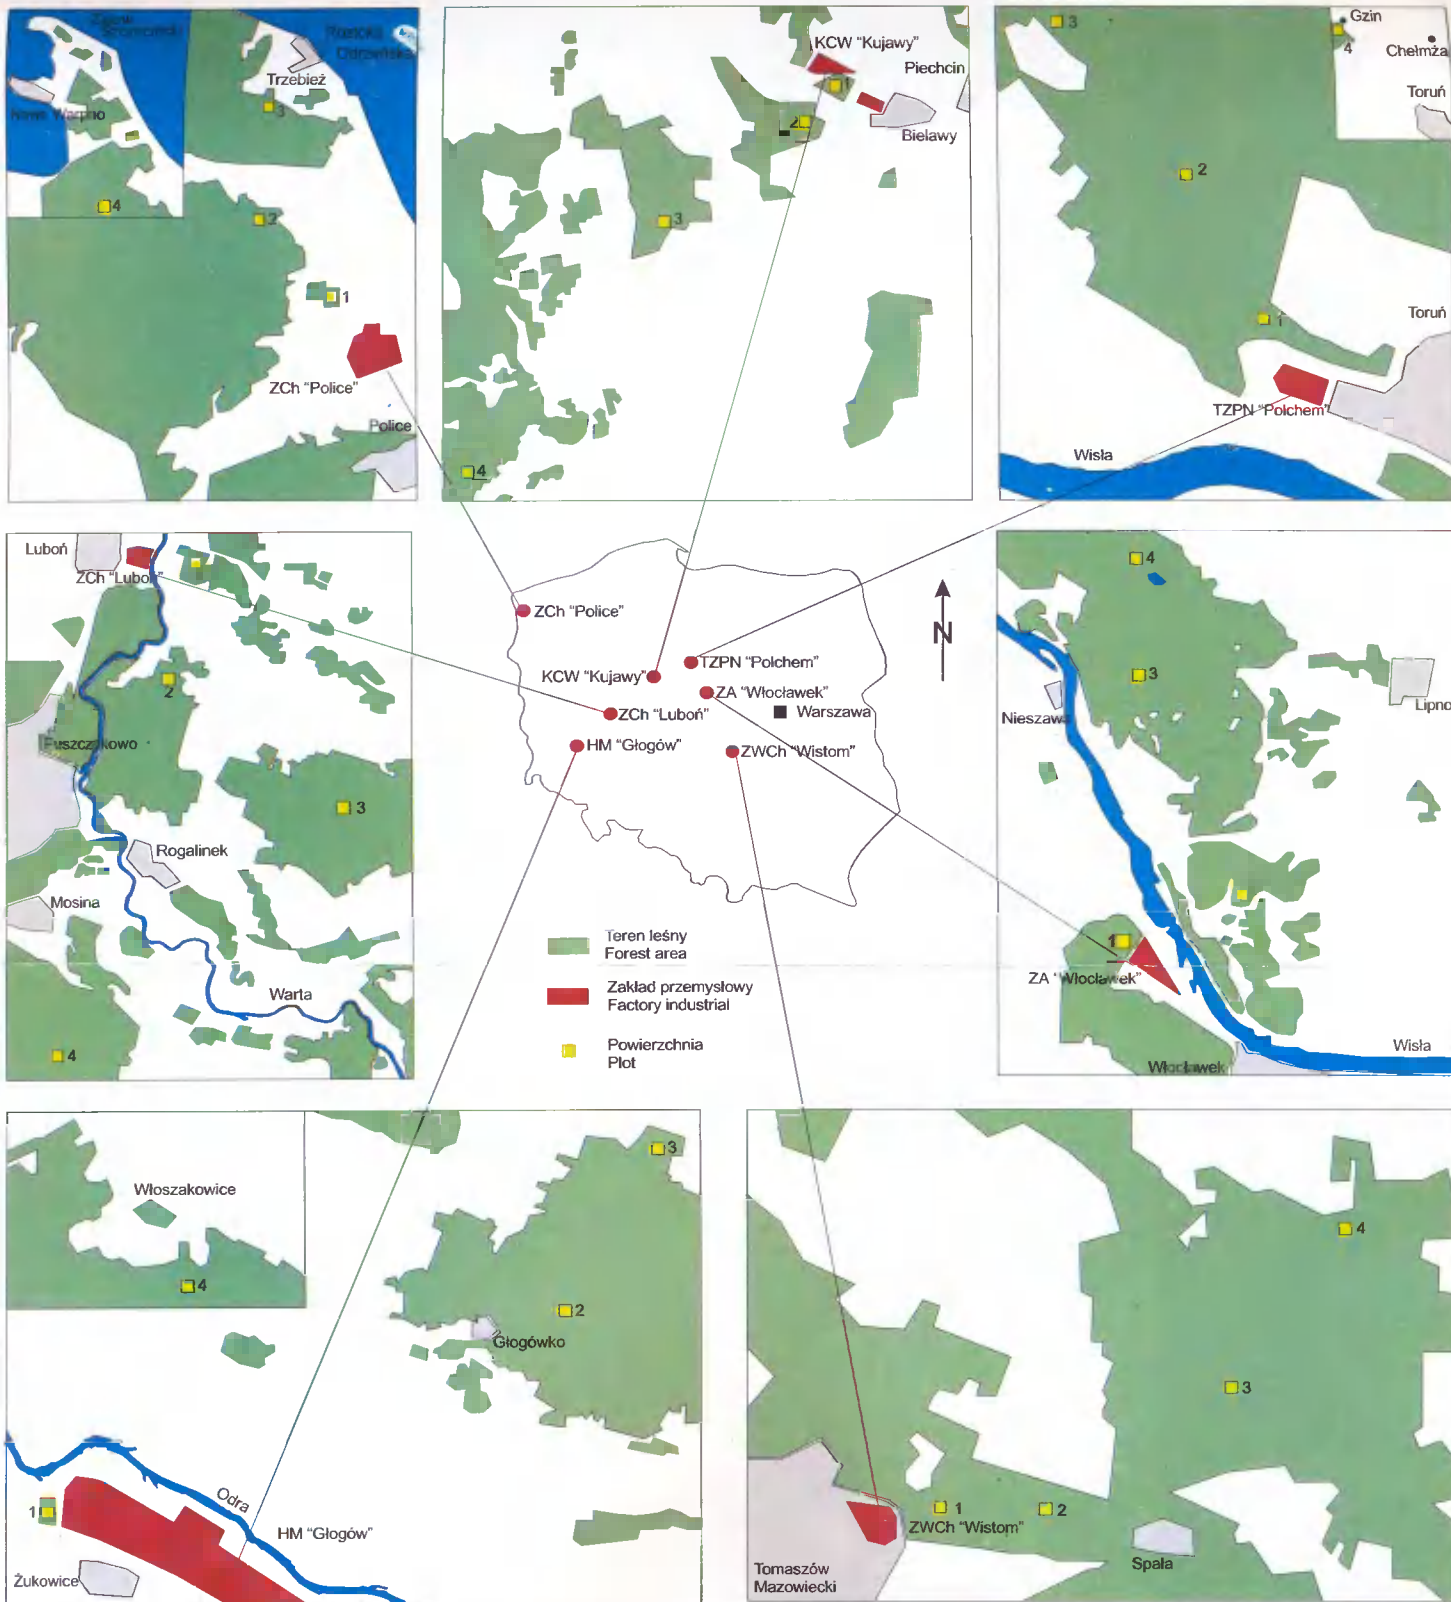 Trzebież
Nowe Warpno
3
4
2
1
ZCh "Police"
Police
KCW "Kujawy"
Piechcin
1
2
Bielawy
3
4
3
Gzin
4
Chełmża
Toruń
2
1
Toruń
TZPN "Polchem"
Wisła
Luboń
ZCh "Luboń"
2
3
Rogalinek
Mosina
Warta
4
ZCh "Police"
TZPN "Polchem"
KCW "Kujawy"
ZA "Włocławek"
ZCh "Luboń"
Warszawa
HM "Głogów"
ZWCh "Wistom"
N
Teren leśny
Forest area
Zakład przemysłowy
Factory industrial
Powierzchnia
Plot
4
3
Nieszawa
Lipno
1
ZA "Włocławek"
Wisła
Włocławek
Włoszakowice
4
3
2
Głogówko
Odra
1
HM "Głogów"
Żukowice
4
3
1
2
ZWCh "Wistom"
Spała
Tomaszów
Mazowiecki